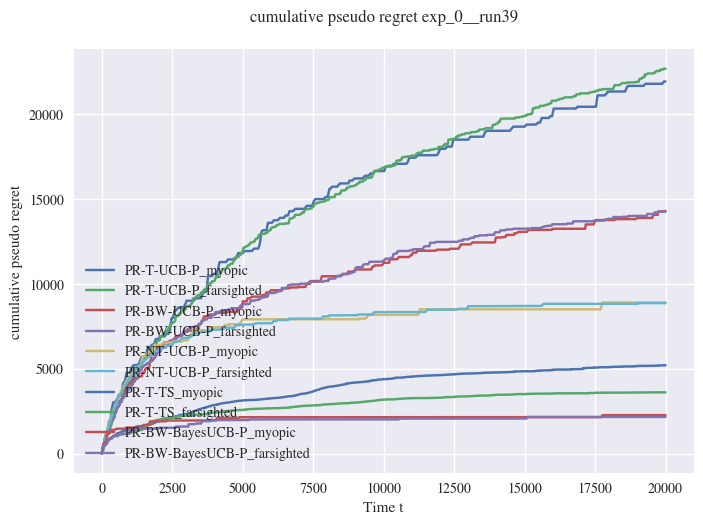 cumulative pseudo regret exp_0__run39
cumulative pseudo regret
20000
15000
10000
5000
0
PR-T-UCB-P_myopic
PR-T-UCB-P_farsighted
PR-BW-UCB-P_myopic
PR-BW-UCB-P_farsighted
PR-NT-UCB-P_myopic
PR-NT-UCB-P_farsighted
PR-T-TS_myopic
PR-T-TS_farsighted
PR-BW-BayesUCB-P_myopic
PR-BW-BayesUCB-P_farsighted
0 2500 5000 7500 10000 12500 15000 17500 20000
Time t